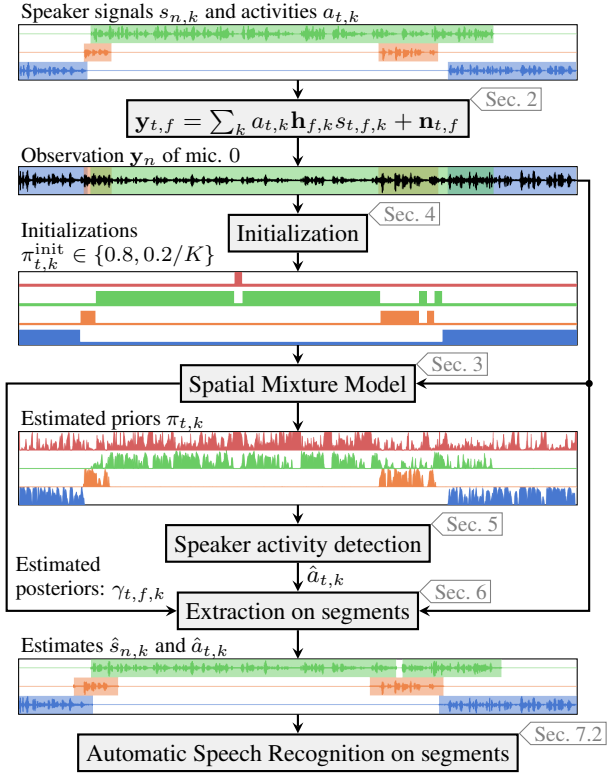 Speaker signals s_{n,k} and activities a_{t,k}
Sec. 2
y_{t,f} = ∑_k a_{t,k} h_{f,k} s_{t,f,k} + n_{t,f}
Observation y_n of mic. 0
Sec. 4
Initialization
Initializations
π^{init}_{t,k} ∈ {0.8, 0.2/K}
Sec. 3
Spatial Mixture Model
Estimated priors π_{t,k}
Sec. 5
Speaker activity detection
Estimated
posteriors: γ_{t,f,k}
â_{t,k}
Sec. 6
Extraction on segments
Estimates ŝ_{n,k} and â_{t,k}
Sec. 7.2
Automatic Speech Recognition on segments